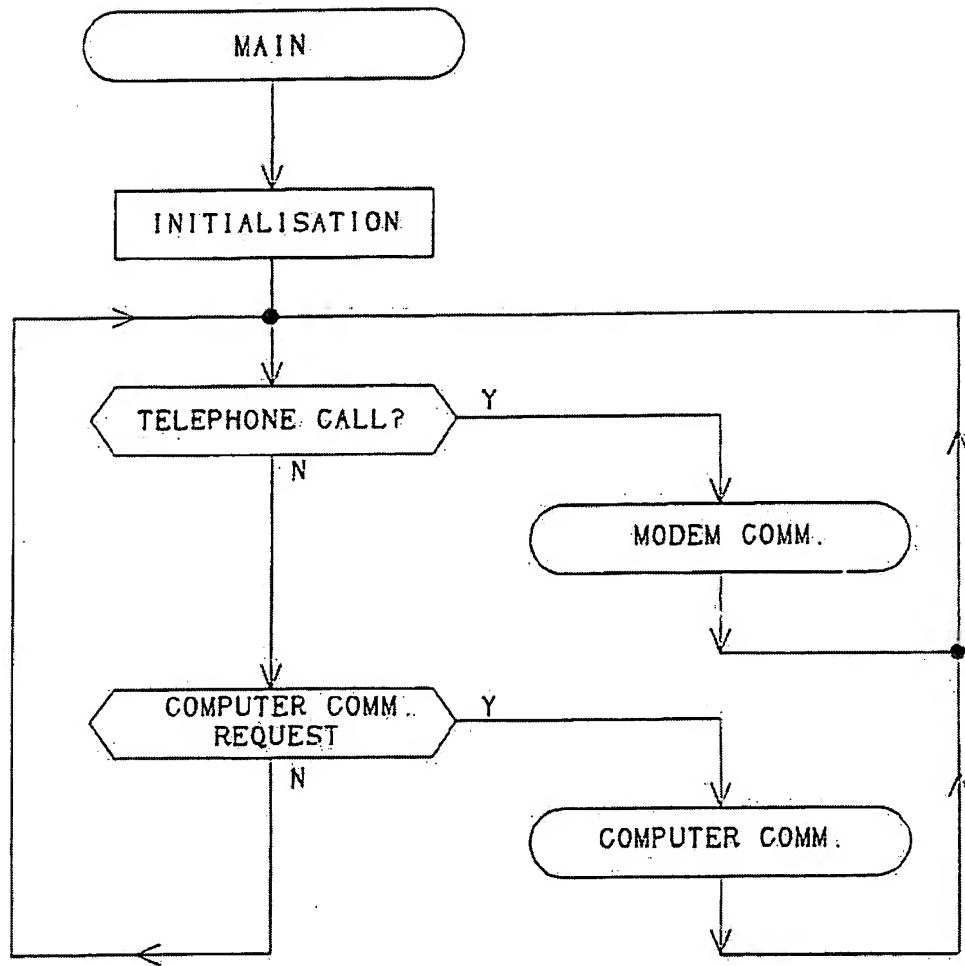 MAIN
INITIALISATION
TELEPHONE CALL?
Y
N
MODEM COMM.
COMPUTER COMM.
REQUEST
Y
N
COMPUTER COMM.